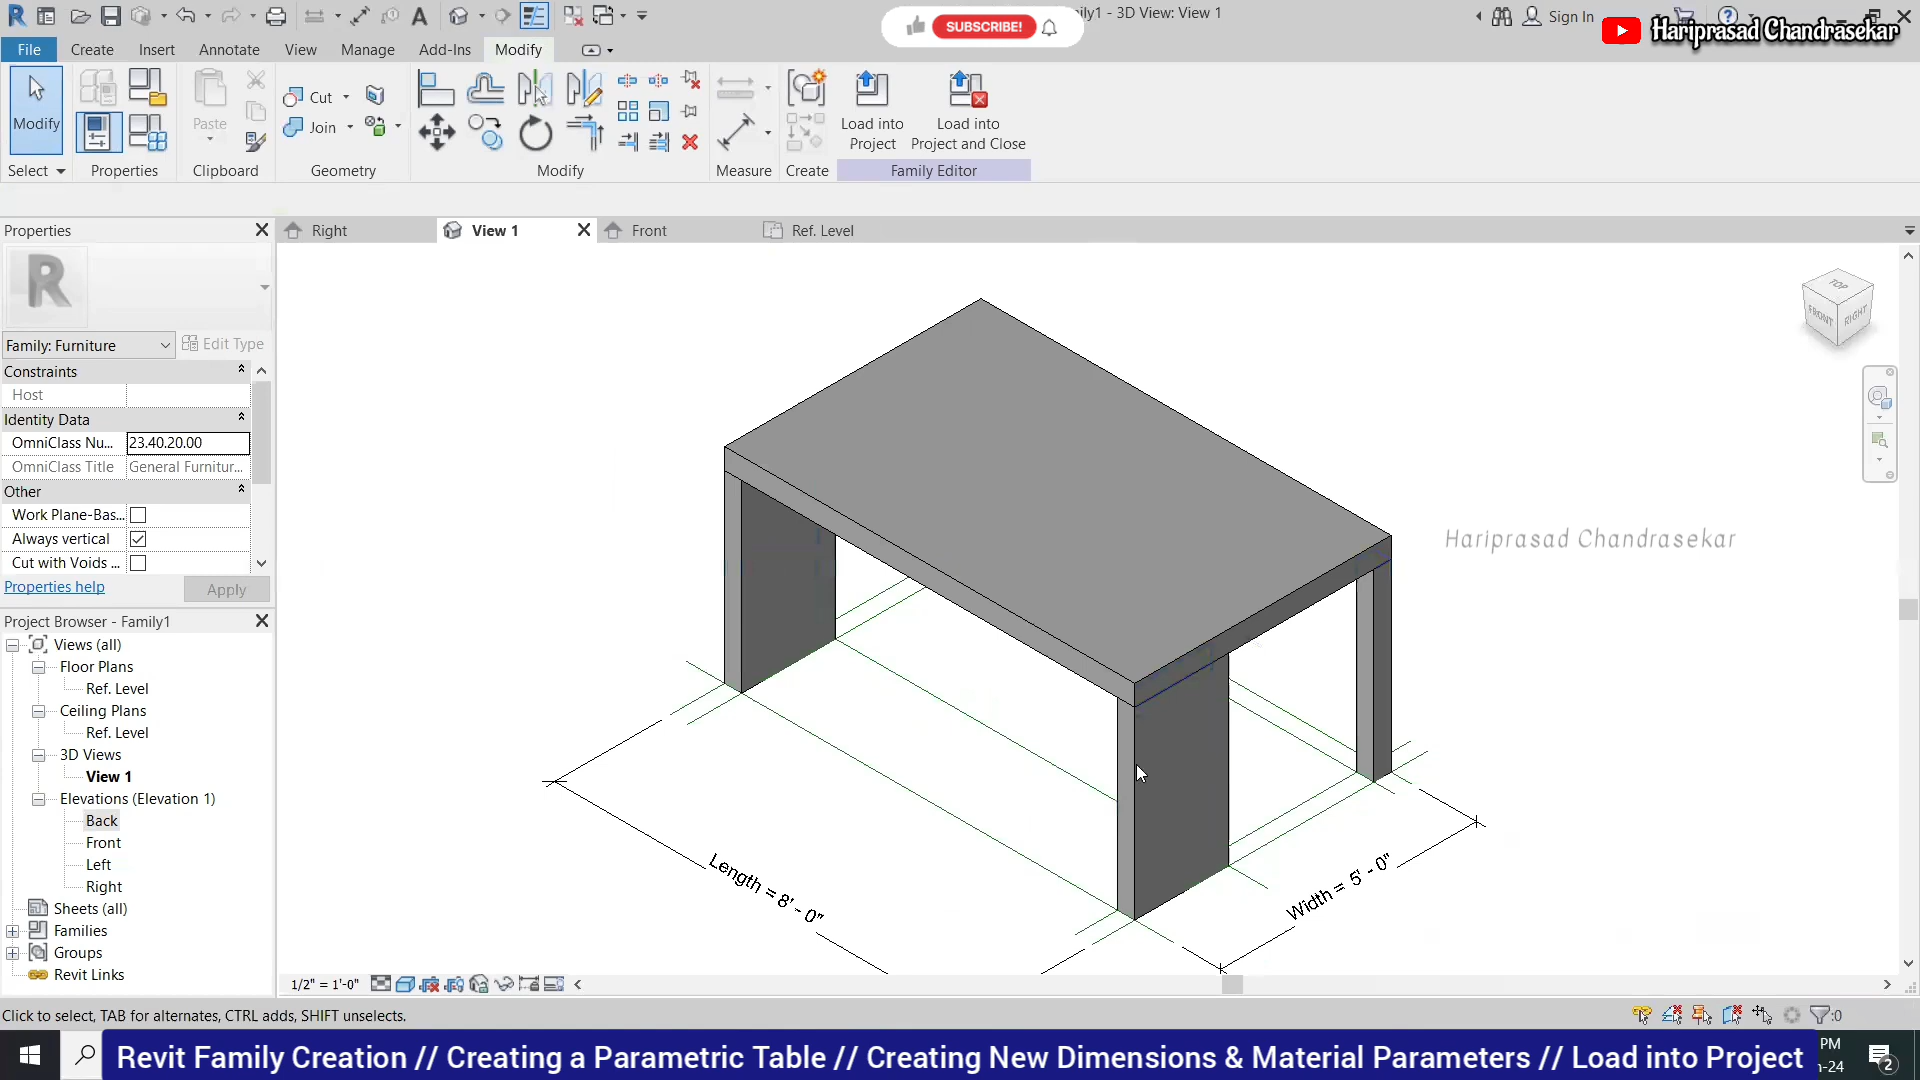 SUBSCRIBE!
ily1 - 3D View: View 1
Sign In
Hariprasad Chandrasekar
File
Create
Insert
Annotate
View
Manage
Add-Ins
Modify
Modify
Paste
Cut
Join
Load into Project
Load into Project and Close
Select
Properties
Clipboard
Geometry
Modify
Measure
Create
Family Editor
Properties
Right
View 1
Front
Ref. Level
Family: Furniture
Edit Type
Constraints
Host
Identity Data
OmniClass Nu... 23.40.20.00
OmniClass Title General Furnitur...
Other
Work Plane-Bas...
Always vertical
Cut with Voids ...
Properties help
Apply
TOP
FRONT
RIGHT
Hariprasad Chandrasekar
Length = 8' - 0"
Width = 5' - 0"
Project Browser - Family1
Views (all)
Floor Plans
Ref. Level
Ceiling Plans
Ref. Level
3D Views
View 1
Elevations (Elevation 1)
Back
Front
Left
Right
Sheets (all)
Families
Groups
Revit Links
1/2" = 1'-0"
Click to select, TAB for alternates, CTRL adds, SHIFT unselects.
:0
Revit Family Creation // Creating a Parametric Table // Creating New Dimensions & Material Parameters // Load into Project
PM
-24
2